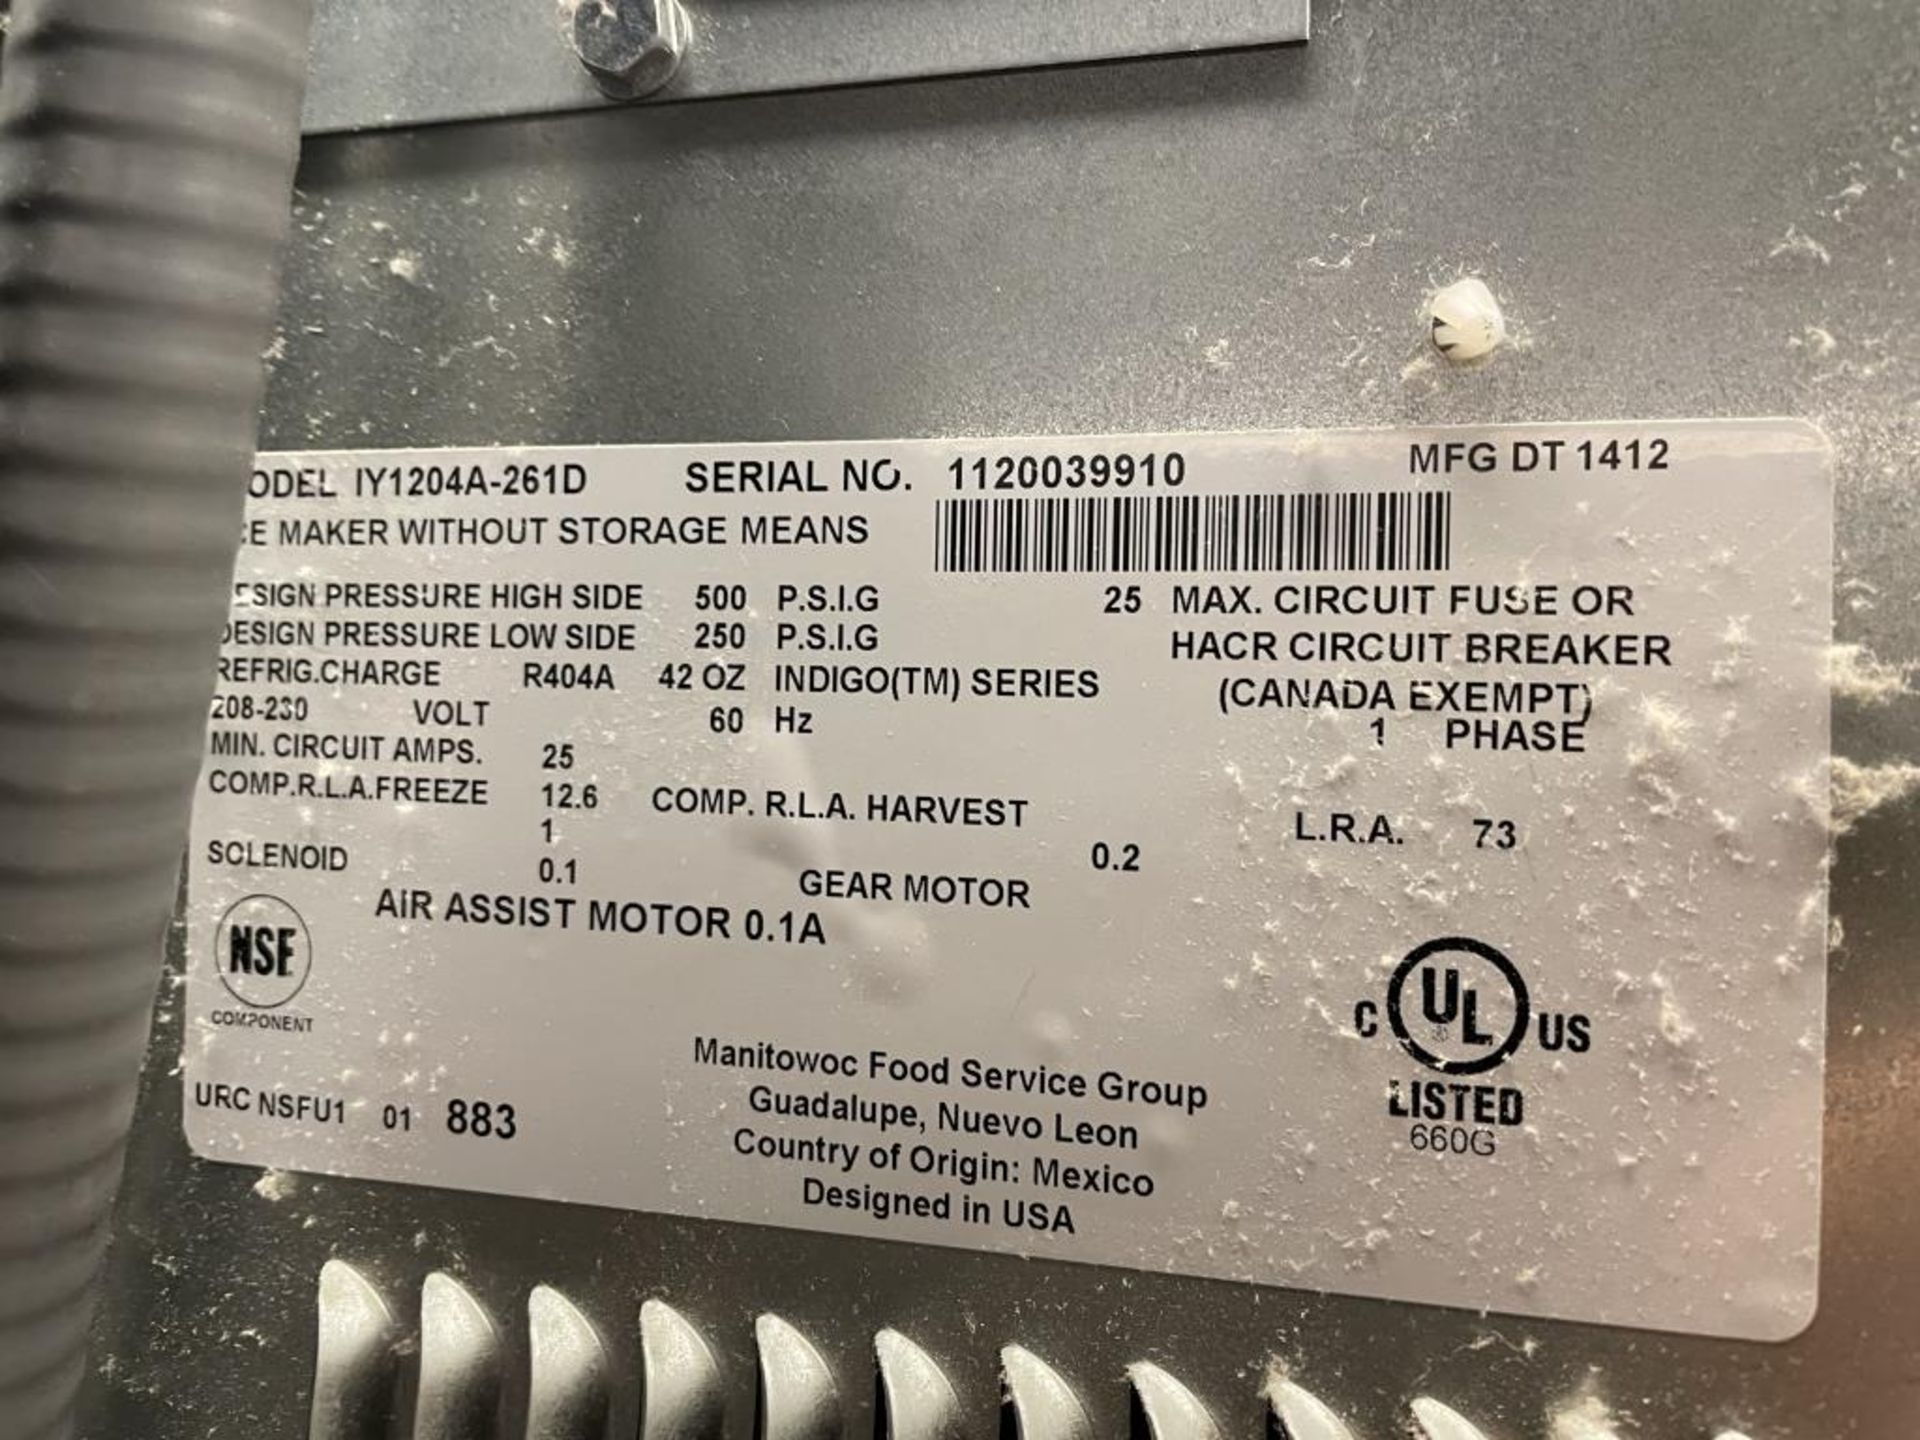 ODEL IY1204A-261D SERIAL NO. 1120039910 MFG DT 1412
CE MAKER WITHOUT STORAGE MEANS
ESIGN PRESSURE HIGH SIDE 500 P.S.I.G 25 MAX. CIRCUIT FUSE OR
DESIGN PRESSURE LOW SIDE 250 P.S.I.G HACR CIRCUIT BREAKER
REFRIG.CHARGE R404A 42 OZ INDIGO(TM) SERIES (CANADA EXEMPT)
208-230 VOLT 60 Hz 1 PHASE
MIN. CIRCUIT AMPS. 25
COMP.R.L.A.FREEZE 12.6 COMP. R.L.A. HARVEST L.R.A. 73
1
SOLENOID 0.1 GEAR MOTOR 0.2
AIR ASSIST MOTOR 0.1A
NSF
COMPONENT
C UL US
LISTED
660G
URC NSFU1 01 883
Manitowoc Food Service Group
Guadalupe, Nuevo Leon
Country of Origin: Mexico
Designed in USA